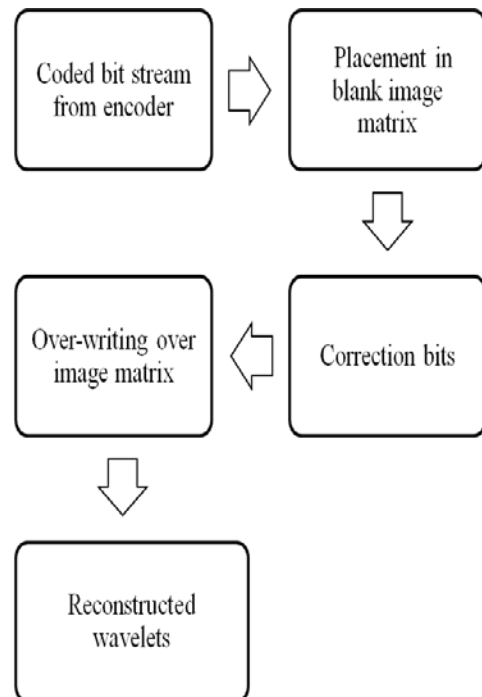 Coded bit stream
from encoder
Placement in
blank image
matrix
Correction bits
Over-writing over
image matrix
Reconstructed
wavelets